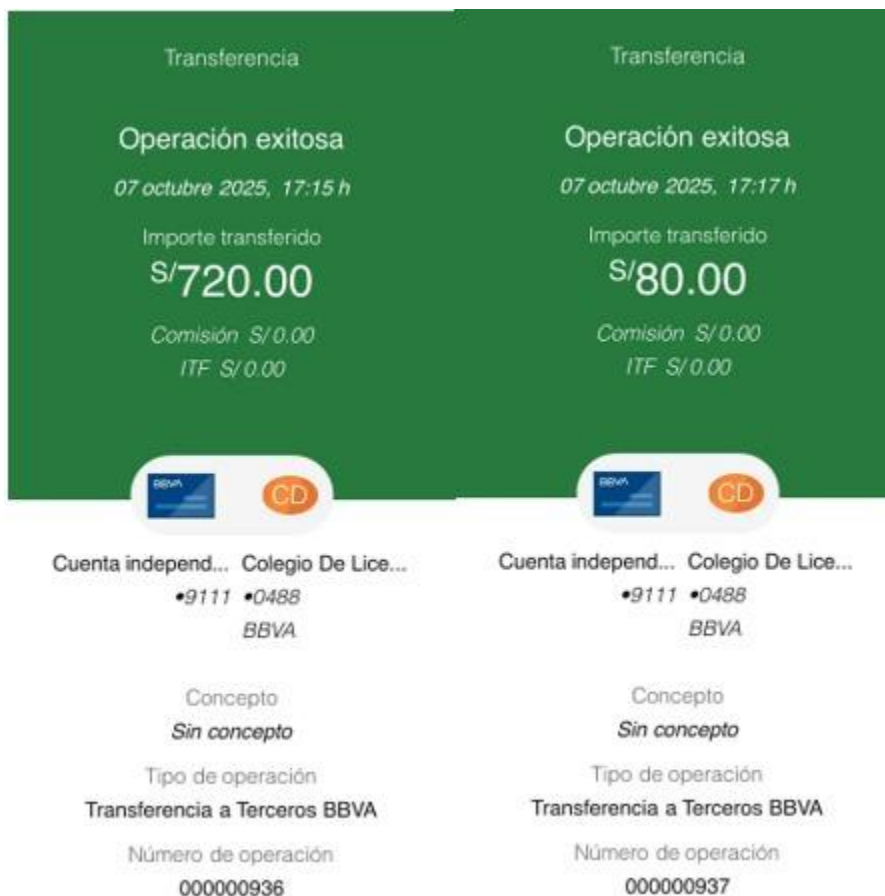 Transferencia
Operación exitosa
07 octubre 2025, 17:15 h
Importe transferido
S/720.00
Comisión S/ 0.00
ITF S/ 0.00
BBVA
CD
Cuenta independ... Colegio De Lice...
•9111 •0488
BBVA
Concepto
Sin concepto
Tipo de operación
Transferencia a Terceros BBVA
Número de operación
000000936
Transferencia
Operación exitosa
07 octubre 2025, 17:17 h
Importe transferido
S/80.00
Comisión S/ 0.00
ITF S/ 0.00
BBVA
CD
Cuenta independ... Colegio De Lice...
•9111 •0488
BBVA
Concepto
Sin concepto
Tipo de operación
Transferencia a Terceros BBVA
Número de operación
000000937